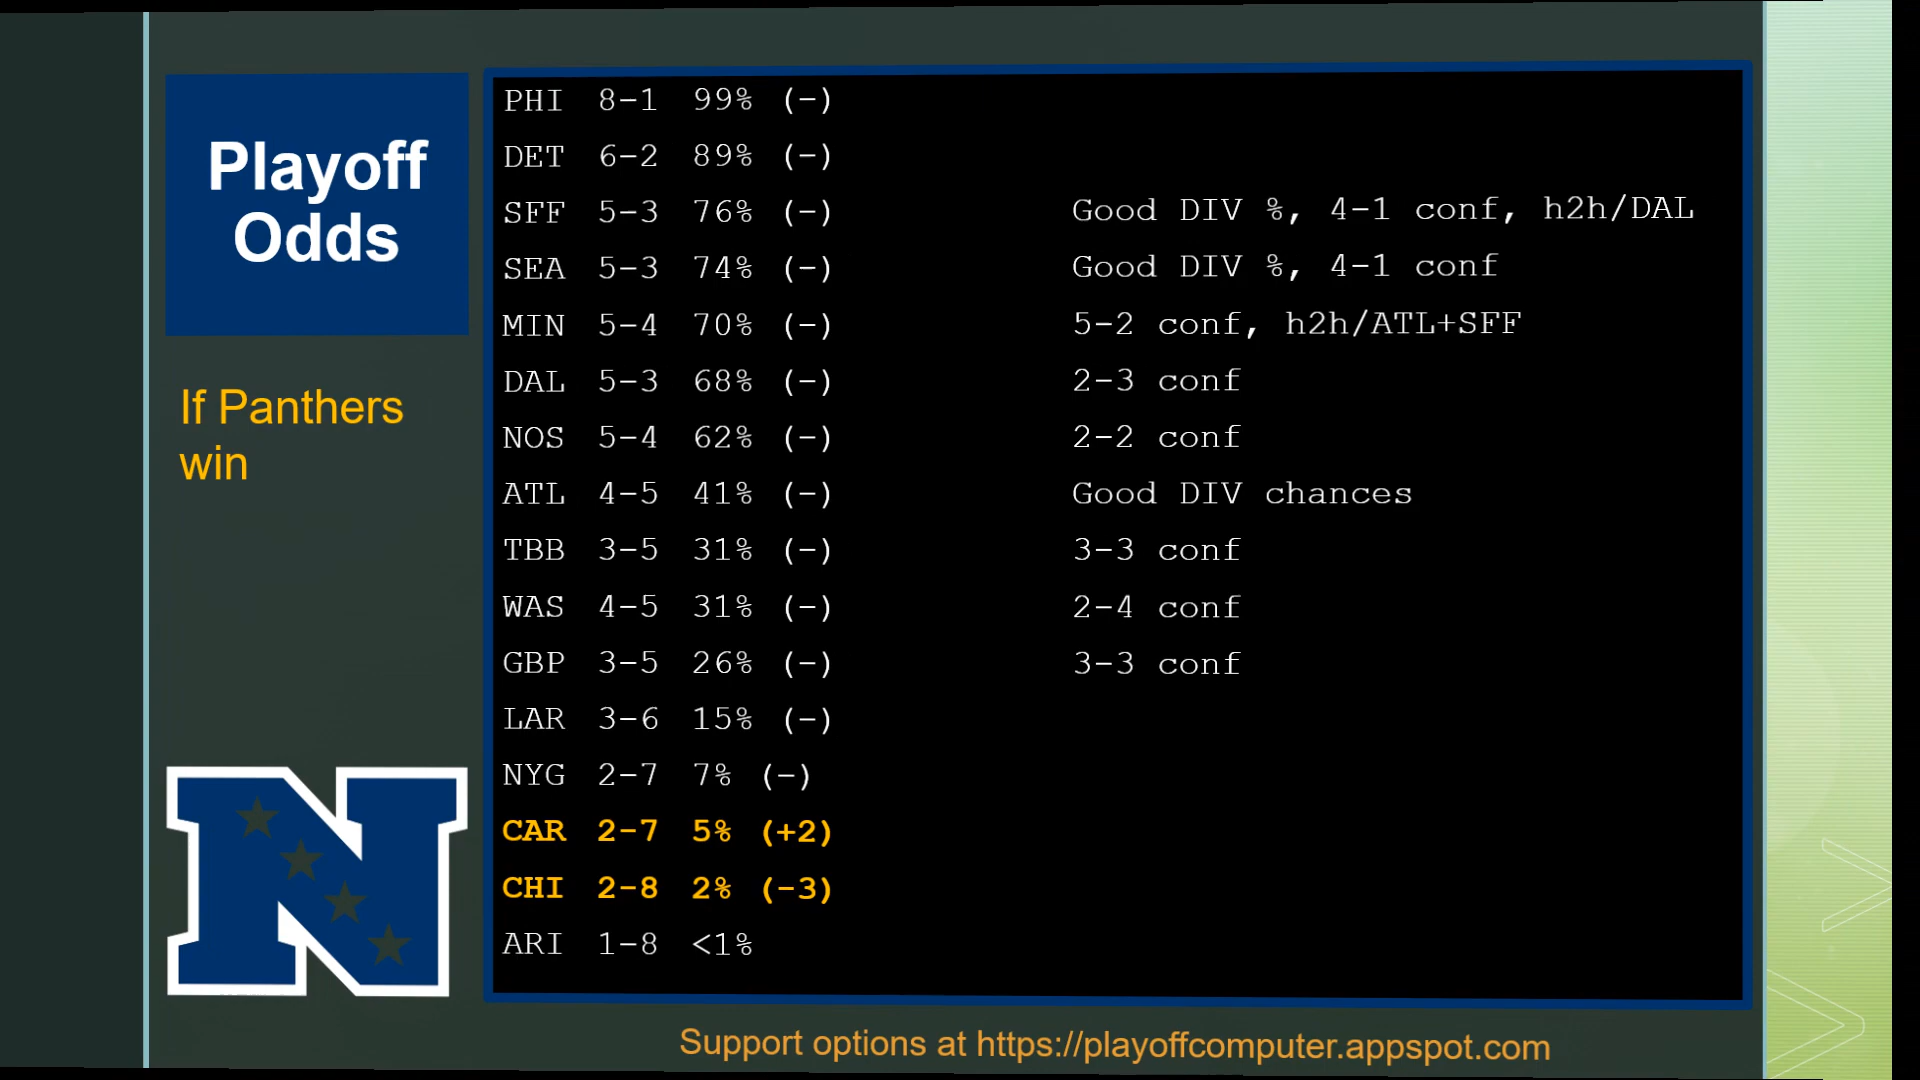 Playoff
Odds
If Panthers
win
PHI 8-1 99% (-)
DET 6-2 89% (-)
SFF 5-3 76% (-) Good DIV %, 4-1 conf, h2h/DAL
SEA 5-3 74% (-) Good DIV %, 4-1 conf
MIN 5-4 70% (-) 5-2 conf, h2h/ATL+SFF
DAL 5-3 68% (-) 2-3 conf
NOS 5-4 62% (-) 2-2 conf
ATL 4-5 41% (-) Good DIV chances
TBB 3-5 31% (-) 3-3 conf
WAS 4-5 31% (-) 2-4 conf
GBP 3-5 26% (-) 3-3 conf
LAR 3-6 15% (-)
NYG 2-7 7% (-)
CAR 2-7 5% (+2)
CHI 2-8 2% (-3)
ARI 1-8 <1%
N
Support options at https://playoffcomputer.appspot.com